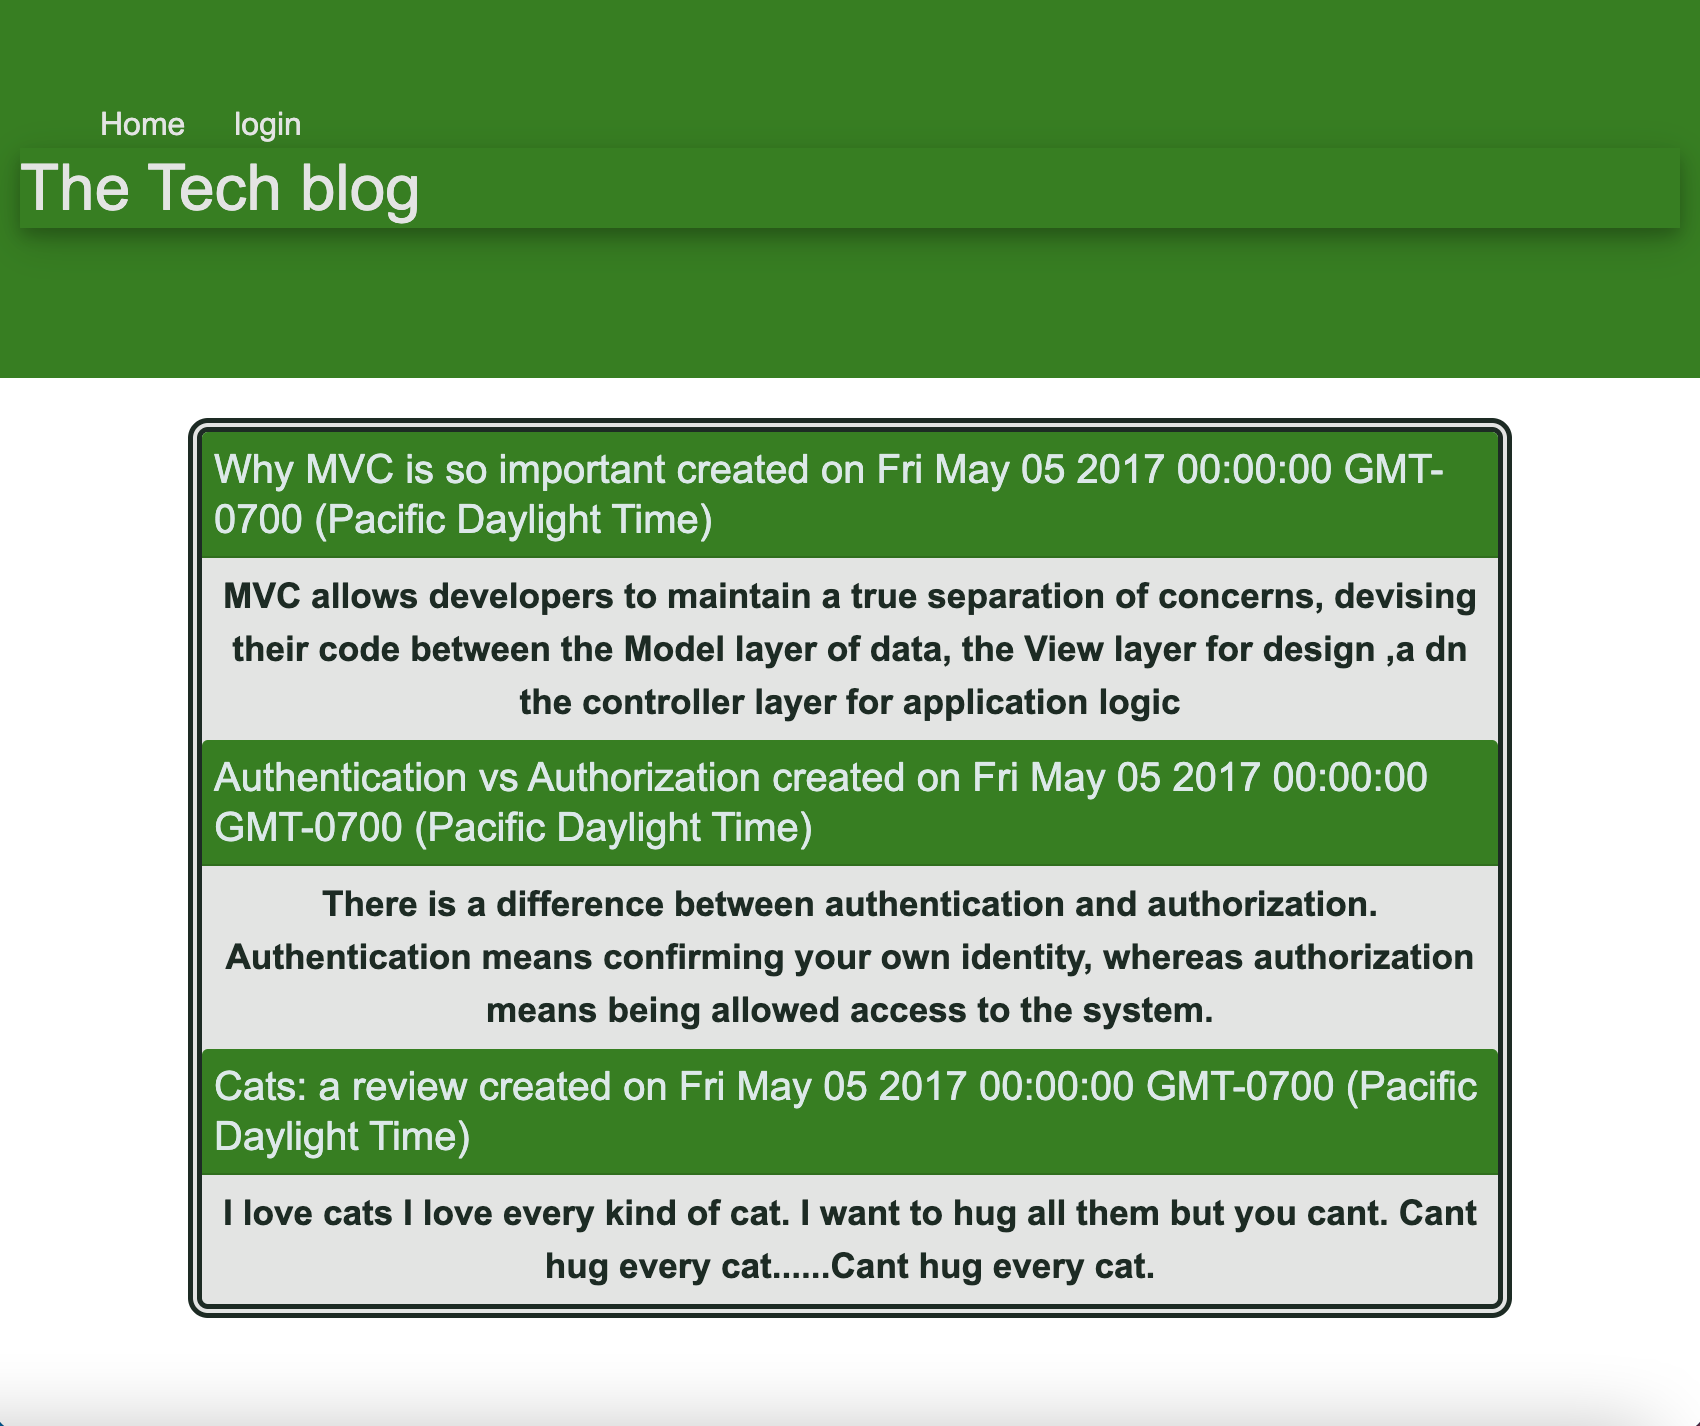 Home login
The Tech blog
Why MVC is so important created on Fri May 05 2017 00:00:00 GMT-
0700 (Pacific Daylight Time)
MVC allows developers to maintain a true separation of concerns, devising
their code between the Model layer of data, the View layer for design ,a dn
the controller layer for application logic
Authentication vs Authorization created on Fri May 05 2017 00:00:00
GMT-0700 (Pacific Daylight Time)
There is a difference between authentication and authorization.
Authentication means confirming your own identity, whereas authorization
means being allowed access to the system.
Cats: a review created on Fri May 05 2017 00:00:00 GMT-0700 (Pacific
Daylight Time)
I love cats I love every kind of cat. I want to hug all them but you cant. Cant
hug every cat......Cant hug every cat.